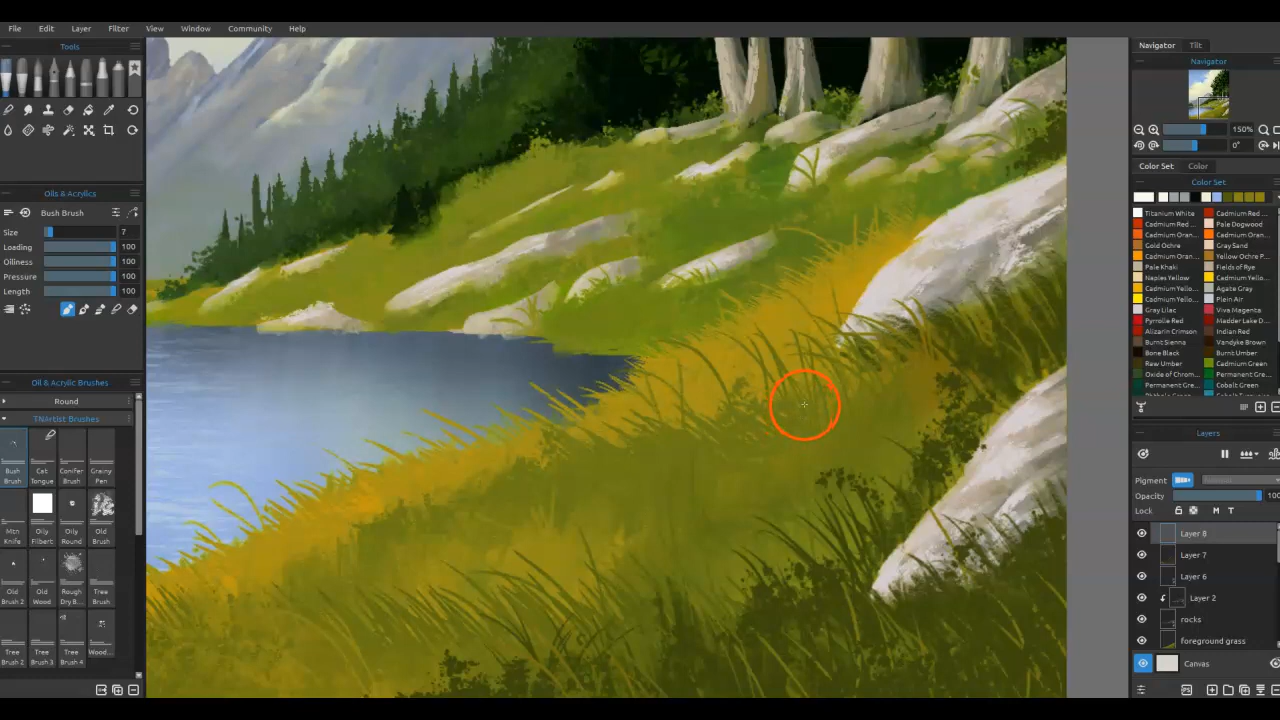 File Edit Layer Filter View Window Community Help
Tools
Oils & Acrylics
Bush Brush
Size 7
Loading 100
Oiliness 100
Pressure 100
Length 100
Oil & Acrylic Brushes
Round
TNArtist Brushes
Bush Brush
Cat Tongue
Conifer Brush
Grainy Pen
Mtn Knife
Oily Filbert
Oily Round
Old Brush
Old Brush 2
Old Wood
Rough Dry B...
Tree Brush
Tree Brush 2
Tree Brush 3
Tree Brush 4
Wood...
Navigator Tilt
Navigator
150%
0°
Color Set Color
Color Set
Titanium White Cadmium Red ...
Cadmium Red ... Pale Dogwood
Cadmium Oran... Cadmium Oran...
Gold Ochre Gray Sand
Cadmium Oran... Yellow Ochre P...
Pale Khaki Fields of Rye
Naples Yellow Cadmium Yello...
Cadmium Yello... Agate Gray
Cadmium Yello... Plein Air
Gray Lilac Viva Magenta
Pyrrolle Red Madder Lake D...
Alizarin Crimson Indian Red
Burnt Sienna Vandyke Brown
Bone Black Burnt Umber
Raw Umber Cadmium Green
Oxide of Chrom... Permanent Gre...
Permanent Gre... Cobalt Green
Layers
Pigment
Opacity 100
Lock M T
Layer 8
Layer 7
Layer 6
Layer 2
rocks
foreground grass
Canvas